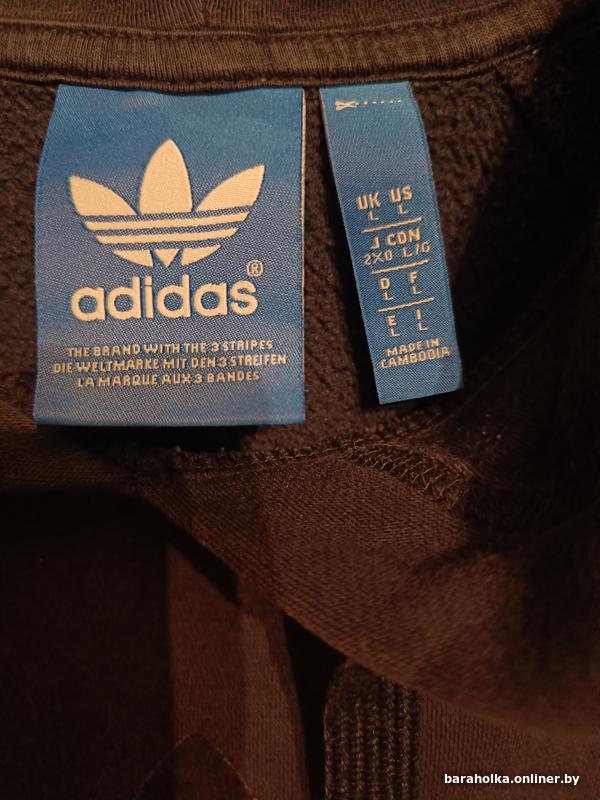 adidas®
THE BRAND WITH THE 3 STRIPES
DIE WELTMARKE MIT DEN 3 STREIFEN
LA MARQUE AUX 3 BANDES
UK US
L L
J CDN
2XO L/G
D F
L L
E I
L L
MADE IN
CAMBODIA
baraholka.onliner.by